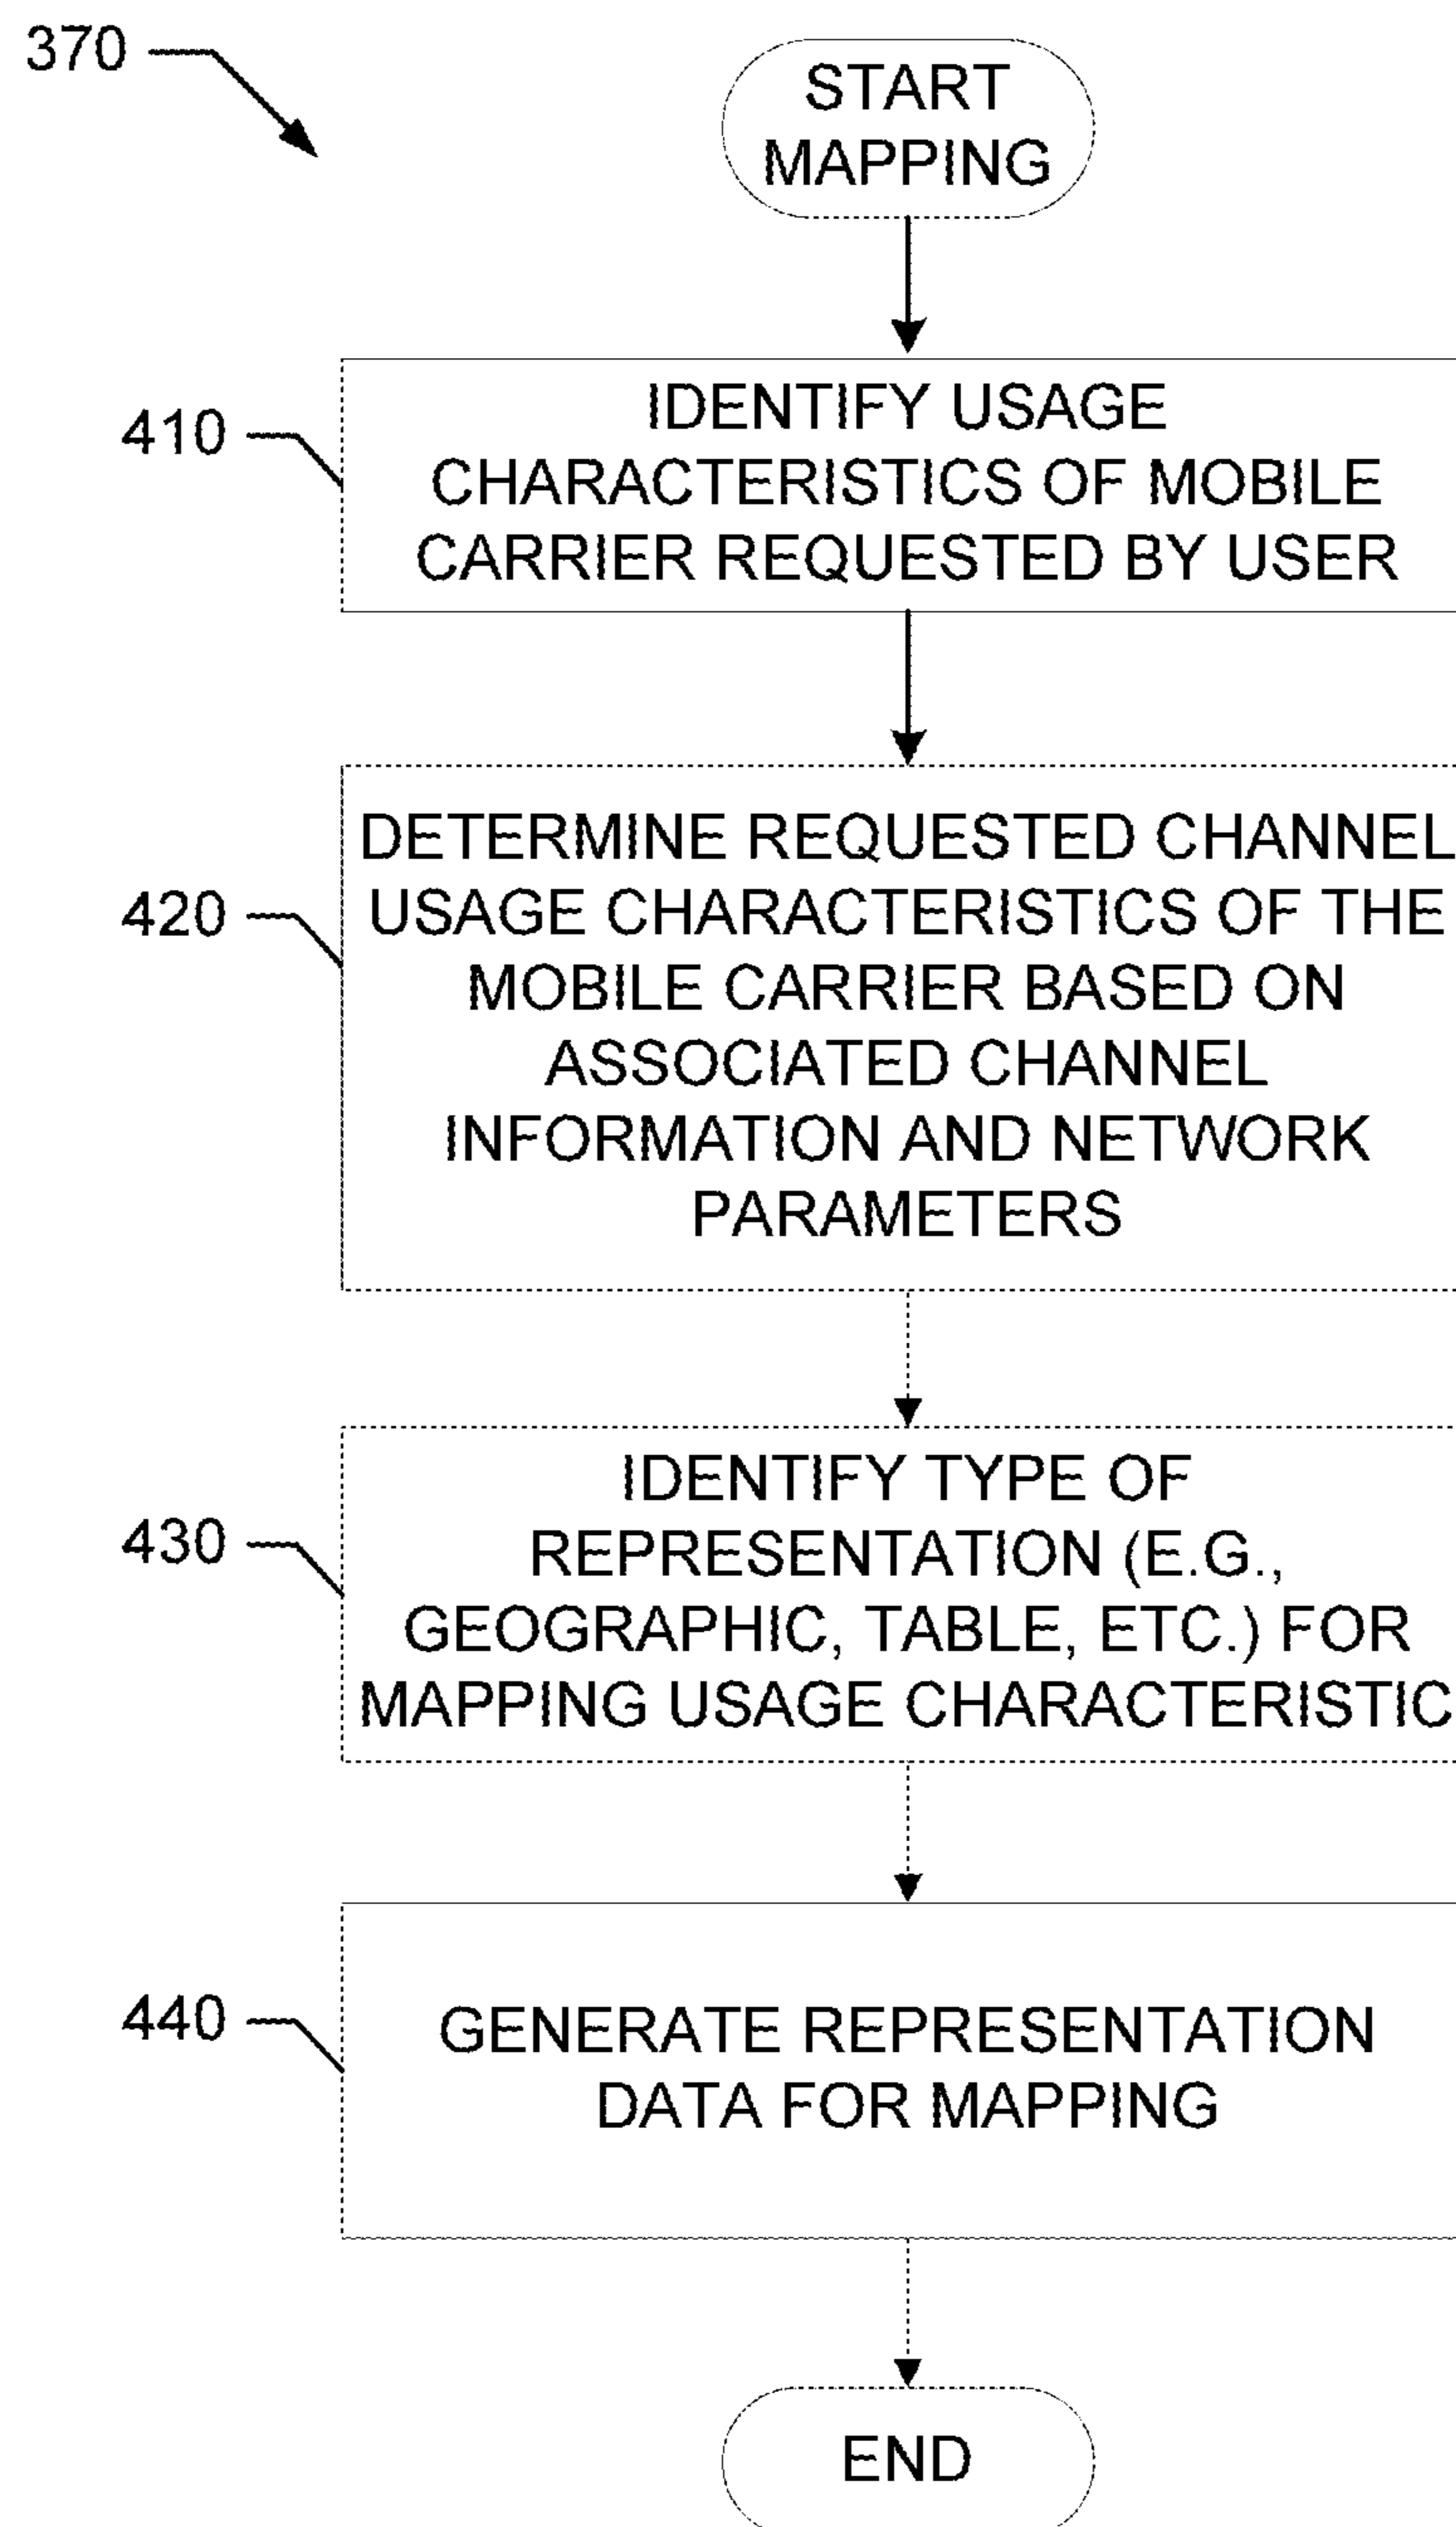 370
START
MAPPING
410
IDENTIFY USAGE
CHARACTERISTICS OF MOBILE
CARRIER REQUESTED BY USER
420
DETERMINE REQUESTED CHANNEL
USAGE CHARACTERISTICS OF THE
MOBILE CARRIER BASED ON
ASSOCIATED CHANNEL
INFORMATION AND NETWORK
PARAMETERS
430
IDENTIFY TYPE OF
REPRESENTATION (E.G.,
GEOGRAPHIC, TABLE, ETC.) FOR
MAPPING USAGE CHARACTERISTIC
440
GENERATE REPRESENTATION
DATA FOR MAPPING
END